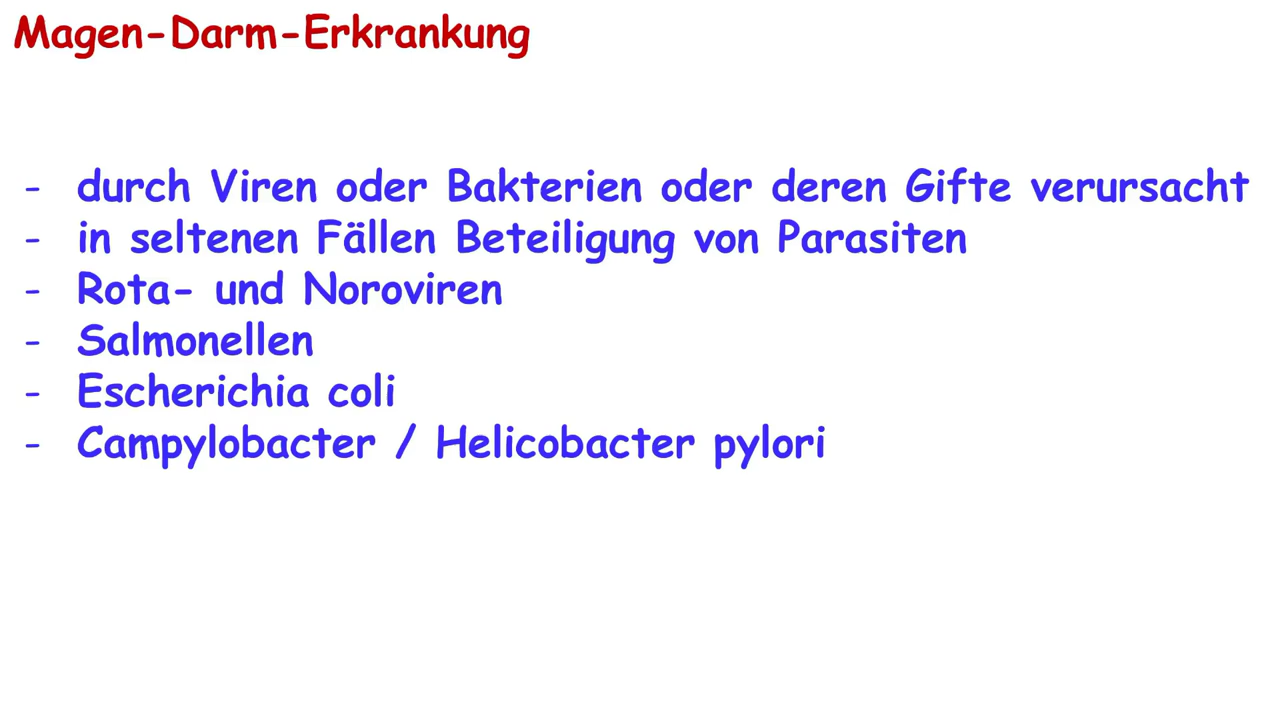 Magen-Darm-Erkrankung
- durch Viren oder Bakterien oder deren Gifte verursacht
- in seltenen Fällen Beteiligung von Parasiten
- Rota- und Noroviren
- Salmonellen
- Escherichia coli
- Campylobacter / Helicobacter pylori